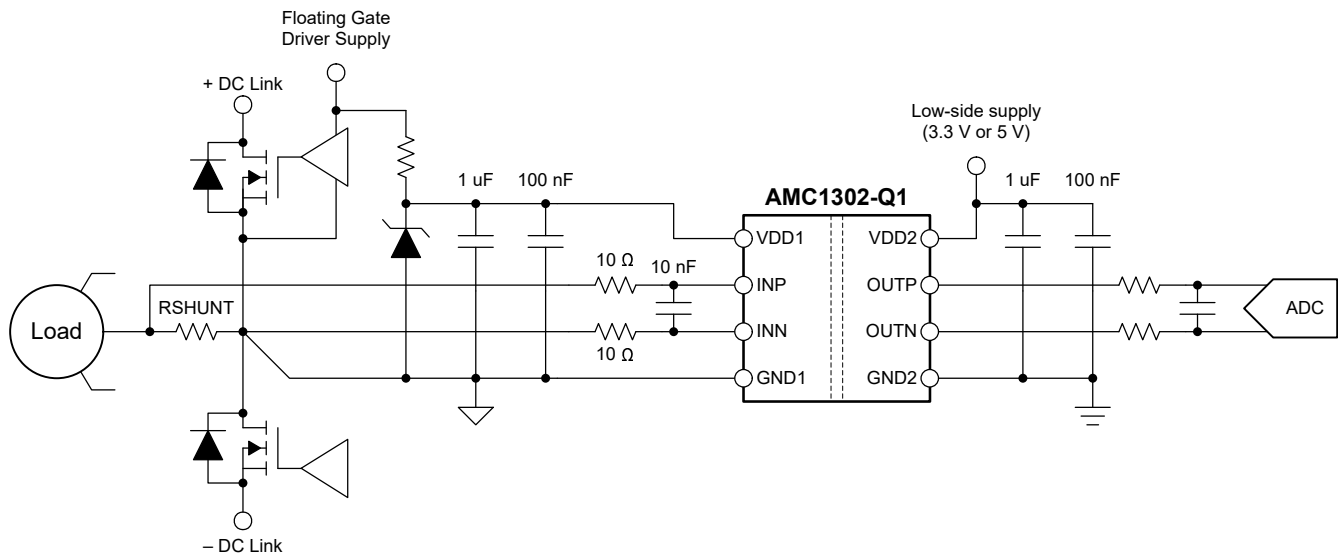 Floating Gate
Driver Supply
+ DC Link
Low-side supply
(3.3 V or 5 V)
1 uF
100 nF
1 uF
100 nF
AMC1302-Q1
VDD1
VDD2
10 Ω
10 nF
INP
OUTP
RSHUNT
Load
INN
OUTN
ADC
10 Ω
GND1
GND2
– DC Link